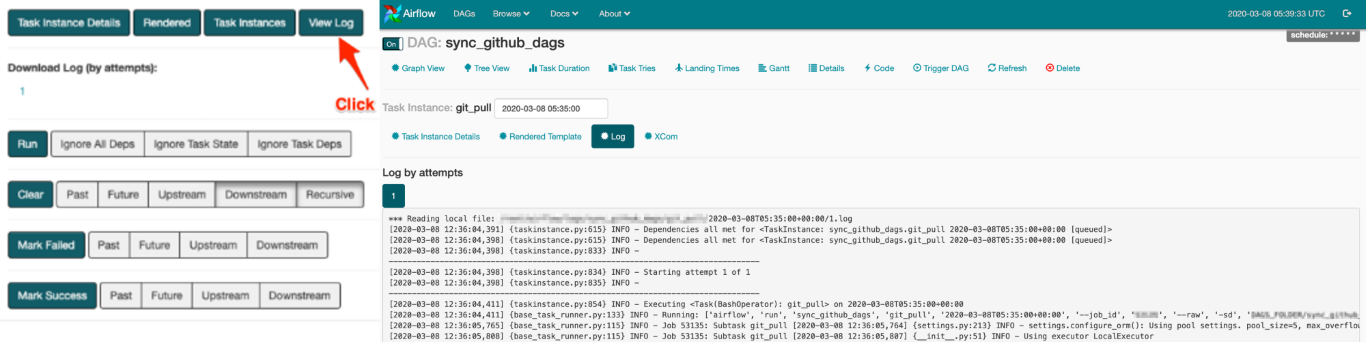 Task Instance Details Rendered Task Instances View Log
Download Log (by attempts):
1
Click
Run Ignore All Deps Ignore Task State Ignore Task Deps
Clear Past Future Upstream Downstream Recursive
Mark Failed Past Future Upstream Downstream
Mark Success Past Future Upstream Downstream
Airflow DAGs Browse Docs About 2020-03-08 05:39:33 UTC
schedule: * * * * *
On DAG: sync_github_dags
Graph View Tree View Task Duration Task Tries Landing Times Gantt Details Code Trigger DAG Refresh Delete
Task Instance: git_pull 2020-03-08 05:35:00
Task Instance Details Rendered Template Log XCom
Log by attempts
1
*** Reading local file: /2020-03-08T05:35:00+00:00/1.log
[2020-03-08 12:36:04,391] {taskinstance.py:615} INFO - Dependencies all met for <TaskInstance: sync_github_dags.git_pull 2020-03-08T05:35:00+00:00 [queued]>
[2020-03-08 12:36:04,398] {taskinstance.py:615} INFO - Dependencies all met for <TaskInstance: sync_github_dags.git_pull 2020-03-08T05:35:00+00:00 [queued]>
[2020-03-08 12:36:04,398] {taskinstance.py:833} INFO -
--------------------------------------------------------------------------------
[2020-03-08 12:36:04,398] {taskinstance.py:834} INFO - Starting attempt 1 of 1
[2020-03-08 12:36:04,398] {taskinstance.py:835} INFO -
--------------------------------------------------------------------------------
[2020-03-08 12:36:04,411] {taskinstance.py:854} INFO - Executing <Task(BashOperator): git_pull> on 2020-03-08T05:35:00+00:00
[2020-03-08 12:36:04,411] {base_task_runner.py:133} INFO - Running: ['airflow', 'run', 'sync_github_dags', 'git_pull', '2020-03-08T05:35:00+00:00', '--job_id', '', '--raw', '-sd', 'DAGS_FOLDER/sync_github_
[2020-03-08 12:36:05,765] {base_task_runner.py:115} INFO - Job 53135: Subtask git_pull [2020-03-08 12:36:05,764] {settings.py:213} INFO - settings.configure_orm(): Using pool settings. pool_size=5, max_overflo
[2020-03-08 12:36:05,808] {base_task_runner.py:115} INFO - Job 53135: Subtask git_pull [2020-03-08 12:36:05,807] {__init__.py:51} INFO - Using executor LocalExecutor